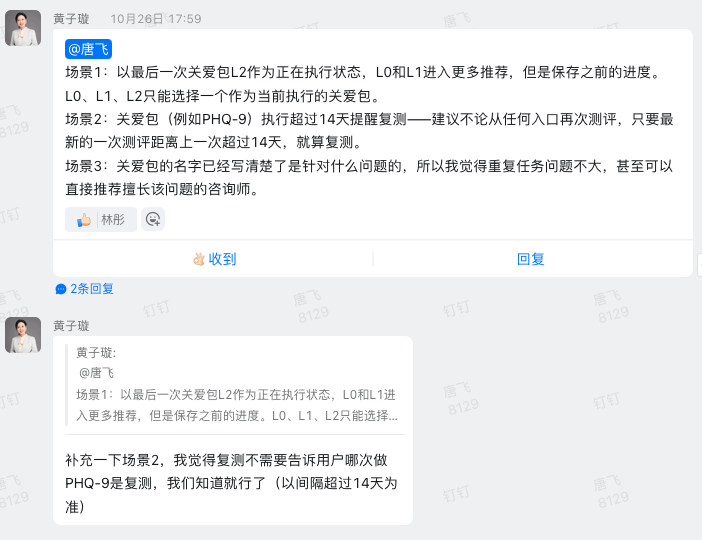 黄子璇 10月26日 17:59
@唐飞
场景1：以最后一次关爱包L2作为正在执行状态，L0和L1进入更多推荐，但是保存之前的进度。
L0、L1、L2只能选择一个作为当前执行的关爱包。
场景2：关爱包（例如PHQ-9）执行超过14天提醒复测——建议不论从任何入口再次测评，只要最
新的一次测评距离上一次超过14天，就算复测。
场景3：关爱包的名字已经写清楚了是针对什么问题的，所以我觉得重复任务问题不大，甚至可以
直接推荐擅长该问题的咨询师。
林彤
收到 回复
2条回复
黄子璇
黄子璇:
@唐飞
场景1：以最后一次关爱包L2作为正在执行状态，L0和L1进
入更多推荐，但是保存之前的进度。L0、L1、L2只能选择...
补充一下场景2，我觉得复测不需要告诉用户哪次做
PHQ-9是复测，我们知道就行了（以间隔超过14天为
准）
唐飞
8129
钉钉